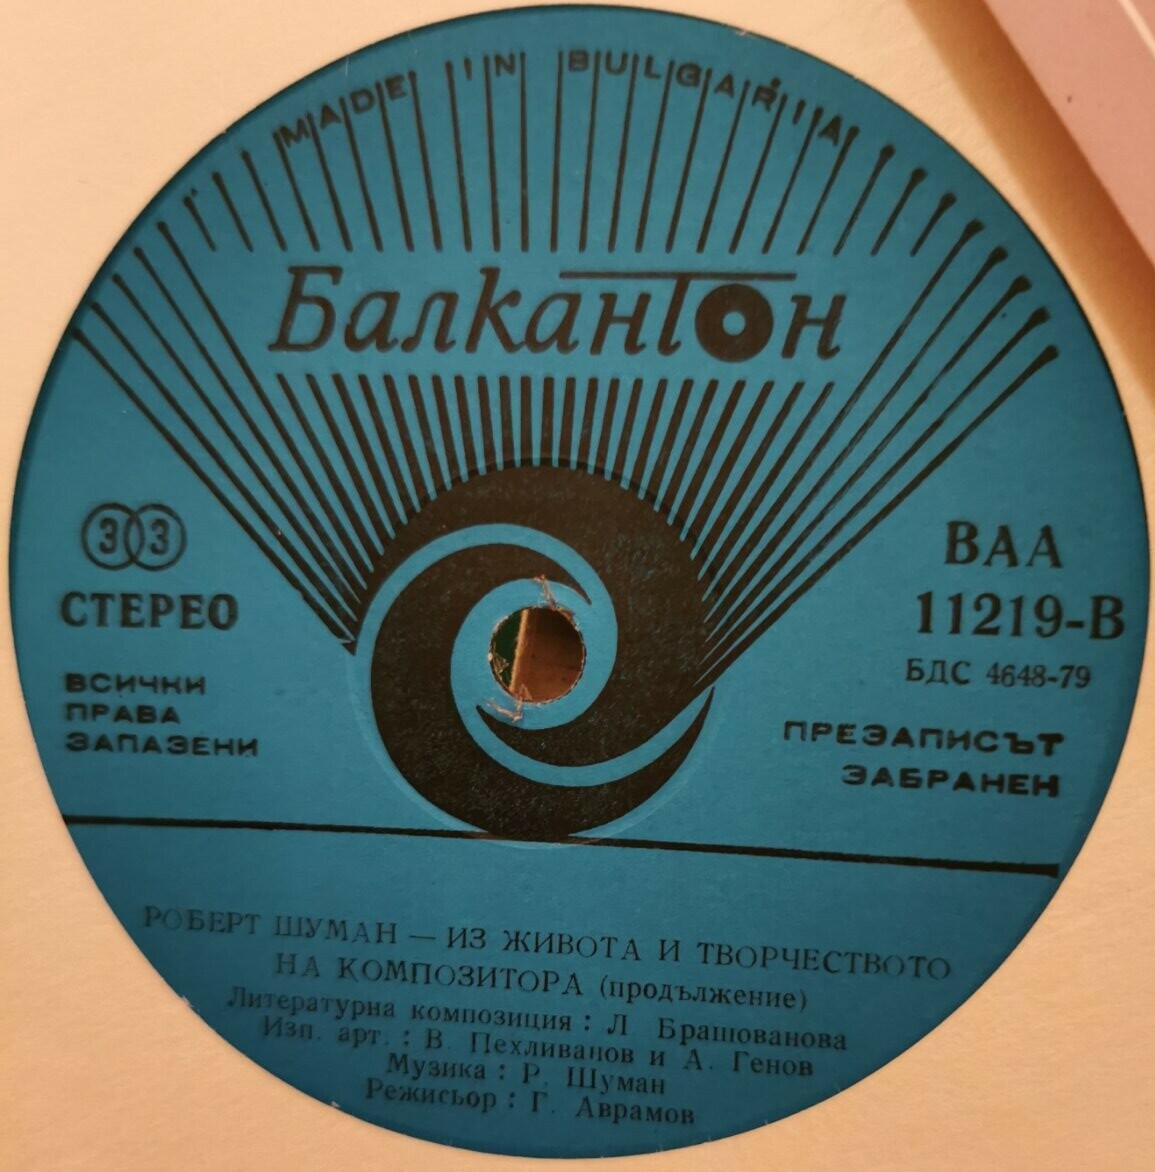 MADE IN BULGARIA
Балкантон
33
СТЕРЕО
ВСИЧКИ
ПРАВА
ЗАПАЗЕНИ
ВАА
11219-В
БДС 4648-79
ПРЕЗАПИСЪТ
ЗАБРАНЕН
РОБЕРТ ШУМАН — ИЗ ЖИВОТА И ТВОРЧЕСТВОТО
НА КОМПОЗИТОРА (продължение)
Литературна композиция : Л Брашованова
Изп. арт. : В. Пехливанов и А. Генов
Музика : Р. Шуман
Режисьор : Г. Аврамов